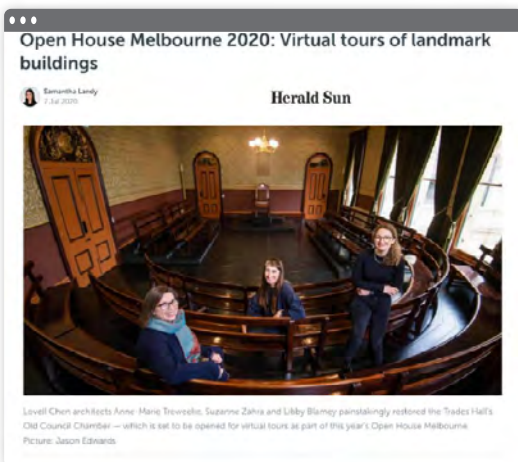 Open House Melbourne 2020: Virtual tours of landmark
buildings
Samantha Landy
7 Jul 2020
Herald Sun
Lovell Chen architects Anne-Marie Treweeke, Suzanne Zahra and Libby Blamey painstakingly restored the Trades Hall's
Old Council Chamber — which is set to be opened for virtual tours as part of this year's Open House Melbourne.
Picture: Jason Edwards